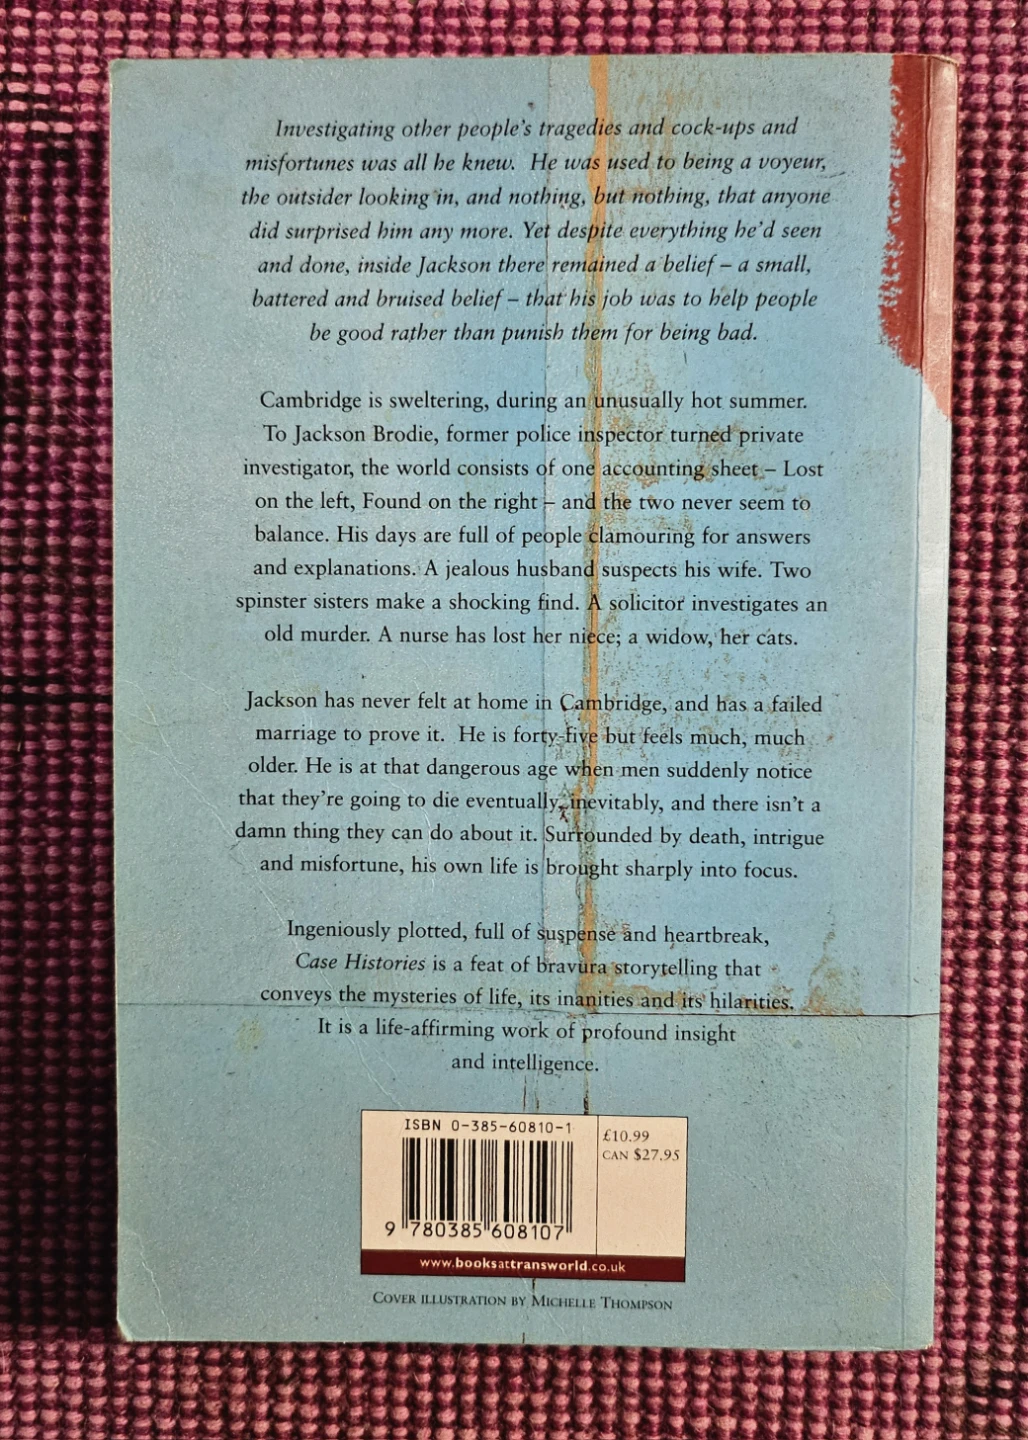 Investigating other people's tragedies and cock-ups and
misfortunes was all he knew. He was used to being a voyeur,
the outsider looking in, and nothing, but nothing, that anyone
did surprised him any more. Yet despite everything he'd seen
and done, inside Jackson there remained a belief – a small,
battered and bruised belief – that his job was to help people
be good rather than punish them for being bad.
Cambridge is sweltering, during an unusually hot summer.
To Jackson Brodie, former police inspector turned private
investigator, the world consists of one accounting sheet – Lost
on the left, Found on the right – and the two never seem to
balance. His days are full of people clamouring for answers
and explanations. A jealous husband suspects his wife. Two
spinster sisters make a shocking find. A solicitor investigates an
old murder. A nurse has lost her niece; a widow, her cats.
Jackson has never felt at home in Cambridge, and has a failed
marriage to prove it. He is forty-five but feels much, much
older. He is at that dangerous age when men suddenly notice
that they're going to die eventually, inevitably, and there isn't a
damn thing they can do about it. Surrounded by death, intrigue
and misfortune, his own life is brought sharply into focus.
Ingeniously plotted, full of suspense and heartbreak,
Case Histories is a feat of bravura storytelling that
conveys the mysteries of life, its inanities and its hilarities.
It is a life-affirming work of profound insight
and intelligence.
ISBN 0-385-60810-1
£10.99
CAN $27.95
9 780385 608107
www.booksattransworld.co.uk
COVER ILLUSTRATION BY MICHELLE THOMPSON